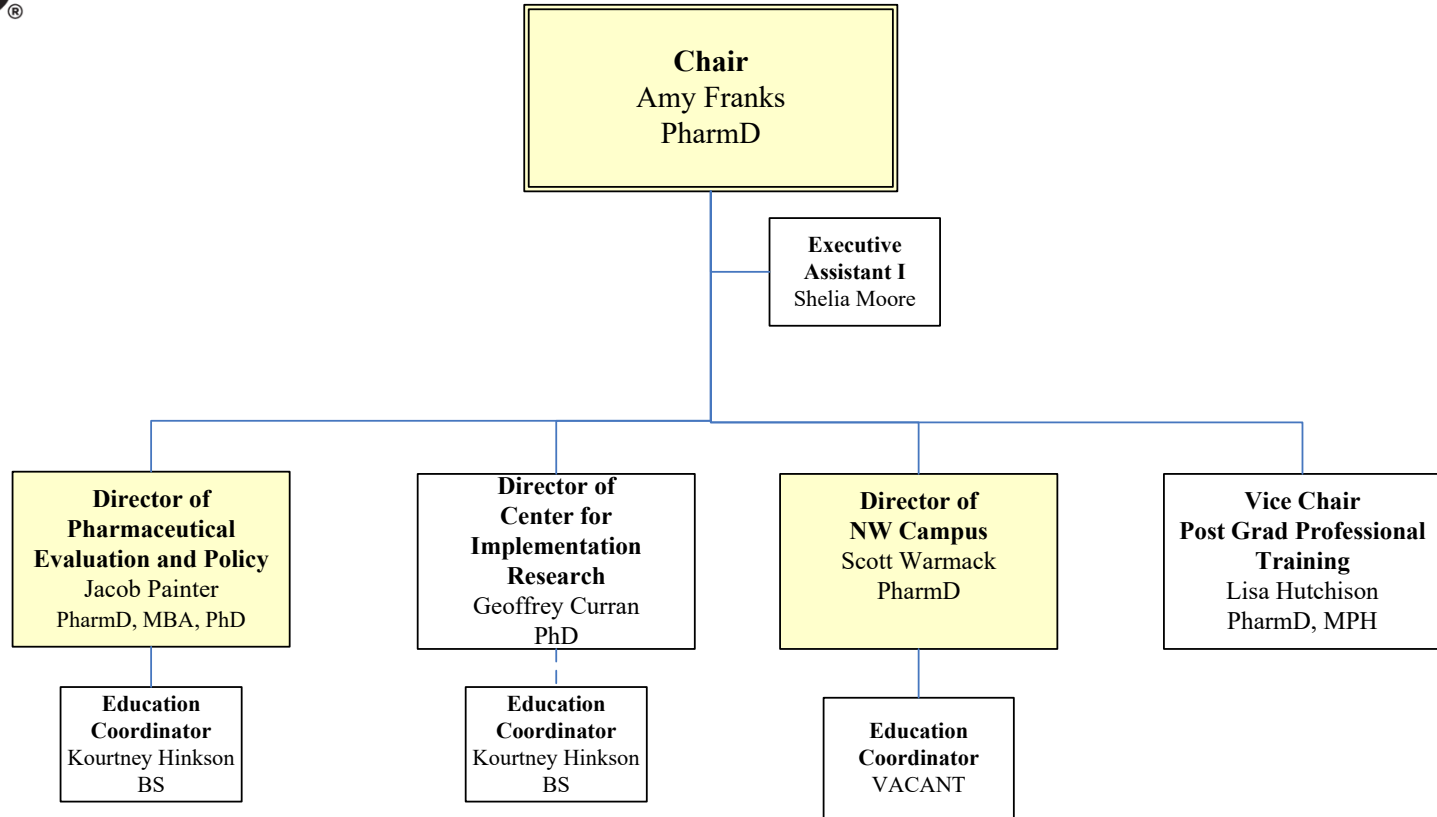 ®
Chair
Amy Franks
PharmD
Executive
Assistant I
Shelia Moore
Director of
Pharmaceutical
Evaluation and Policy
Jacob Painter
PharmD, MBA, PhD
Director of
Center for
Implementation
Research
Geoffrey Curran
PhD
Director of
NW Campus
Scott Warmack
PharmD
Vice Chair
Post Grad Professional
Training
Lisa Hutchison
PharmD, MPH
Education
Coordinator
Kourtney Hinkson
BS
Education
Coordinator
Kourtney Hinkson
BS
Education
Coordinator
VACANT